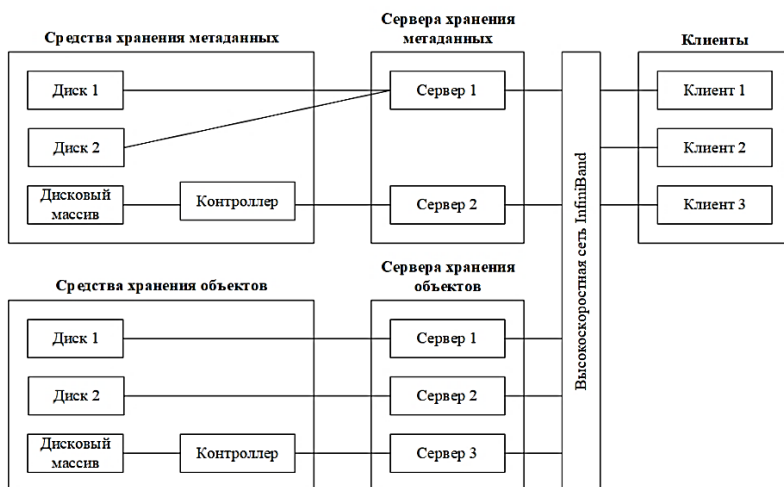 Средства хранения метаданных
Сервера хранения
метаданных
Клиенты
Диск 1
Сервер 1
Клиент 1
Диск 2
Клиент 2
Дисковый
массив
Контроллер
Сервер 2
Клиент 3
Высокоскоростная сеть InfiniBand
Средства хранения объектов
Сервера хранения
объектов
Диск 1
Сервер 1
Диск 2
Сервер 2
Дисковый
массив
Контроллер
Сервер 3